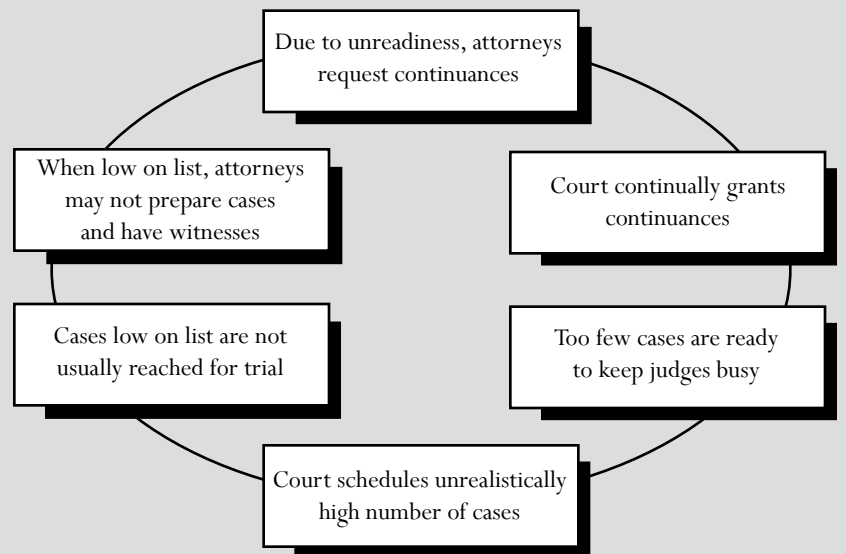 Due to unreadiness, attorneys
request continuances
When low on list, attorneys
may not prepare cases
and have witnesses
Court continually grants
continuances
Cases low on list are not
usually reached for trial
Too few cases are ready
to keep judges busy
Court schedules unrealistically
high number of cases